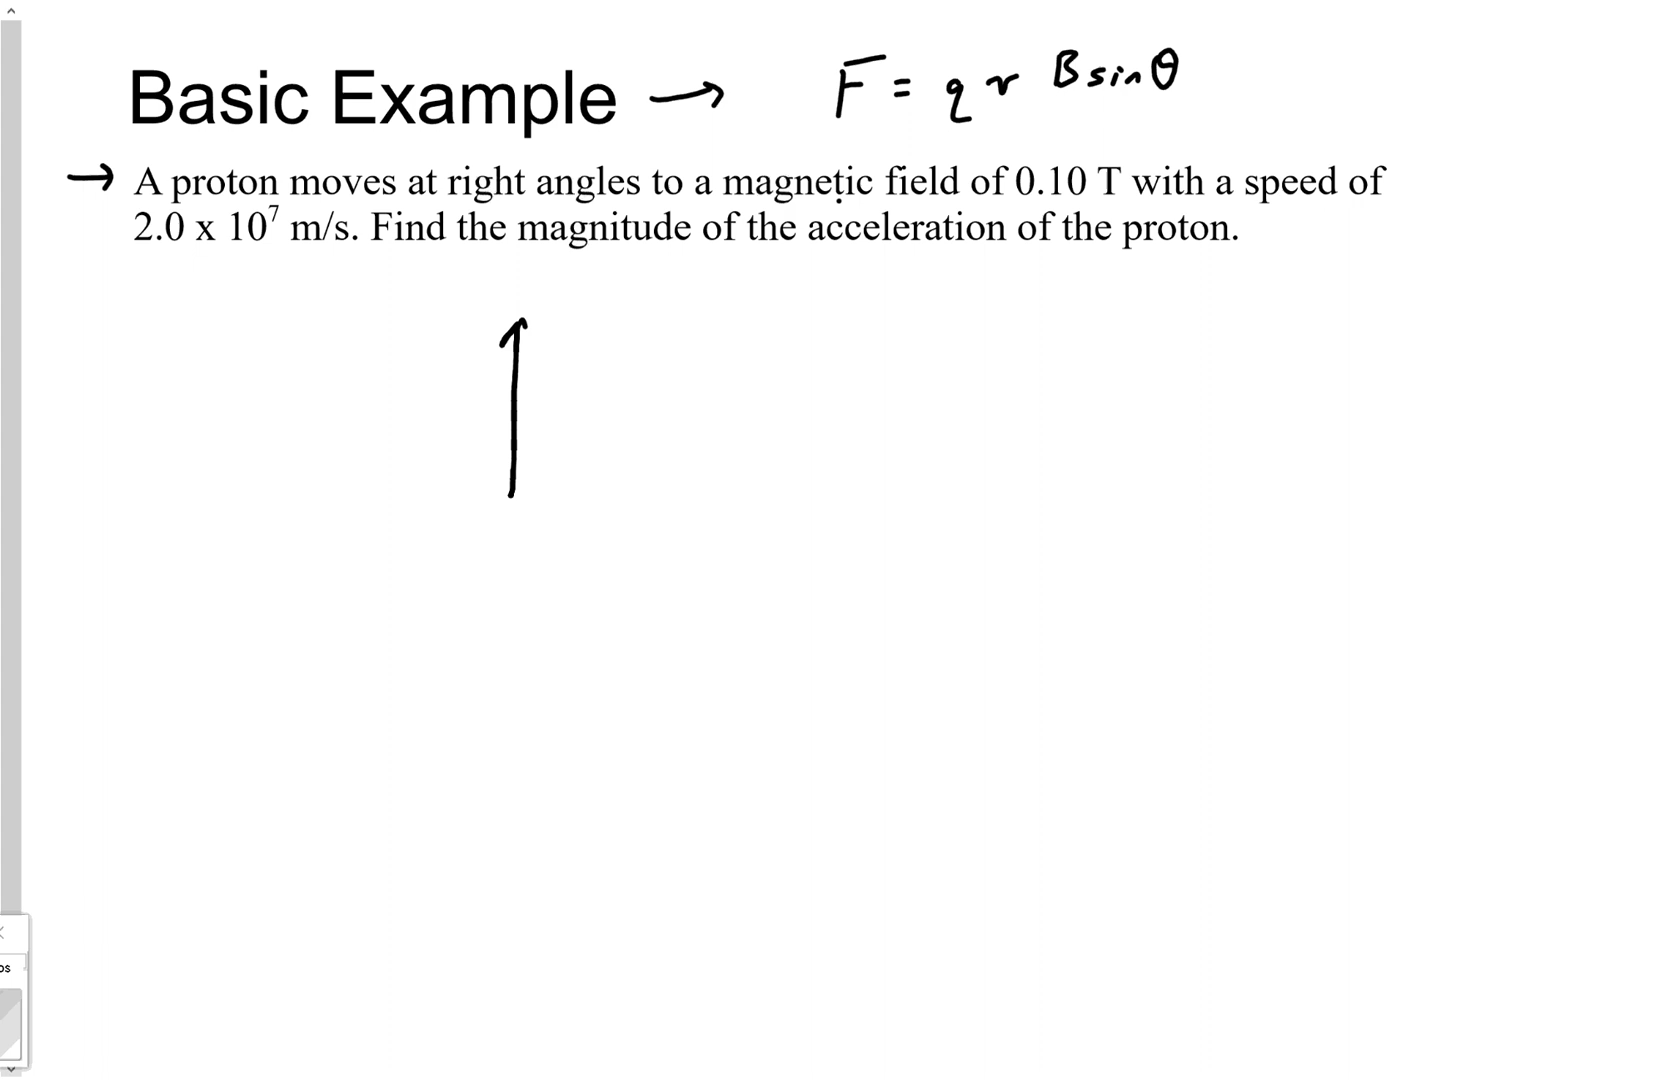 Basic Example → F = q v B sin θ
→ A proton moves at right angles to a magnetic field of 0.10 T with a speed of
2.0 x 10⁷ m/s. Find the magnitude of the acceleration of the proton.
os